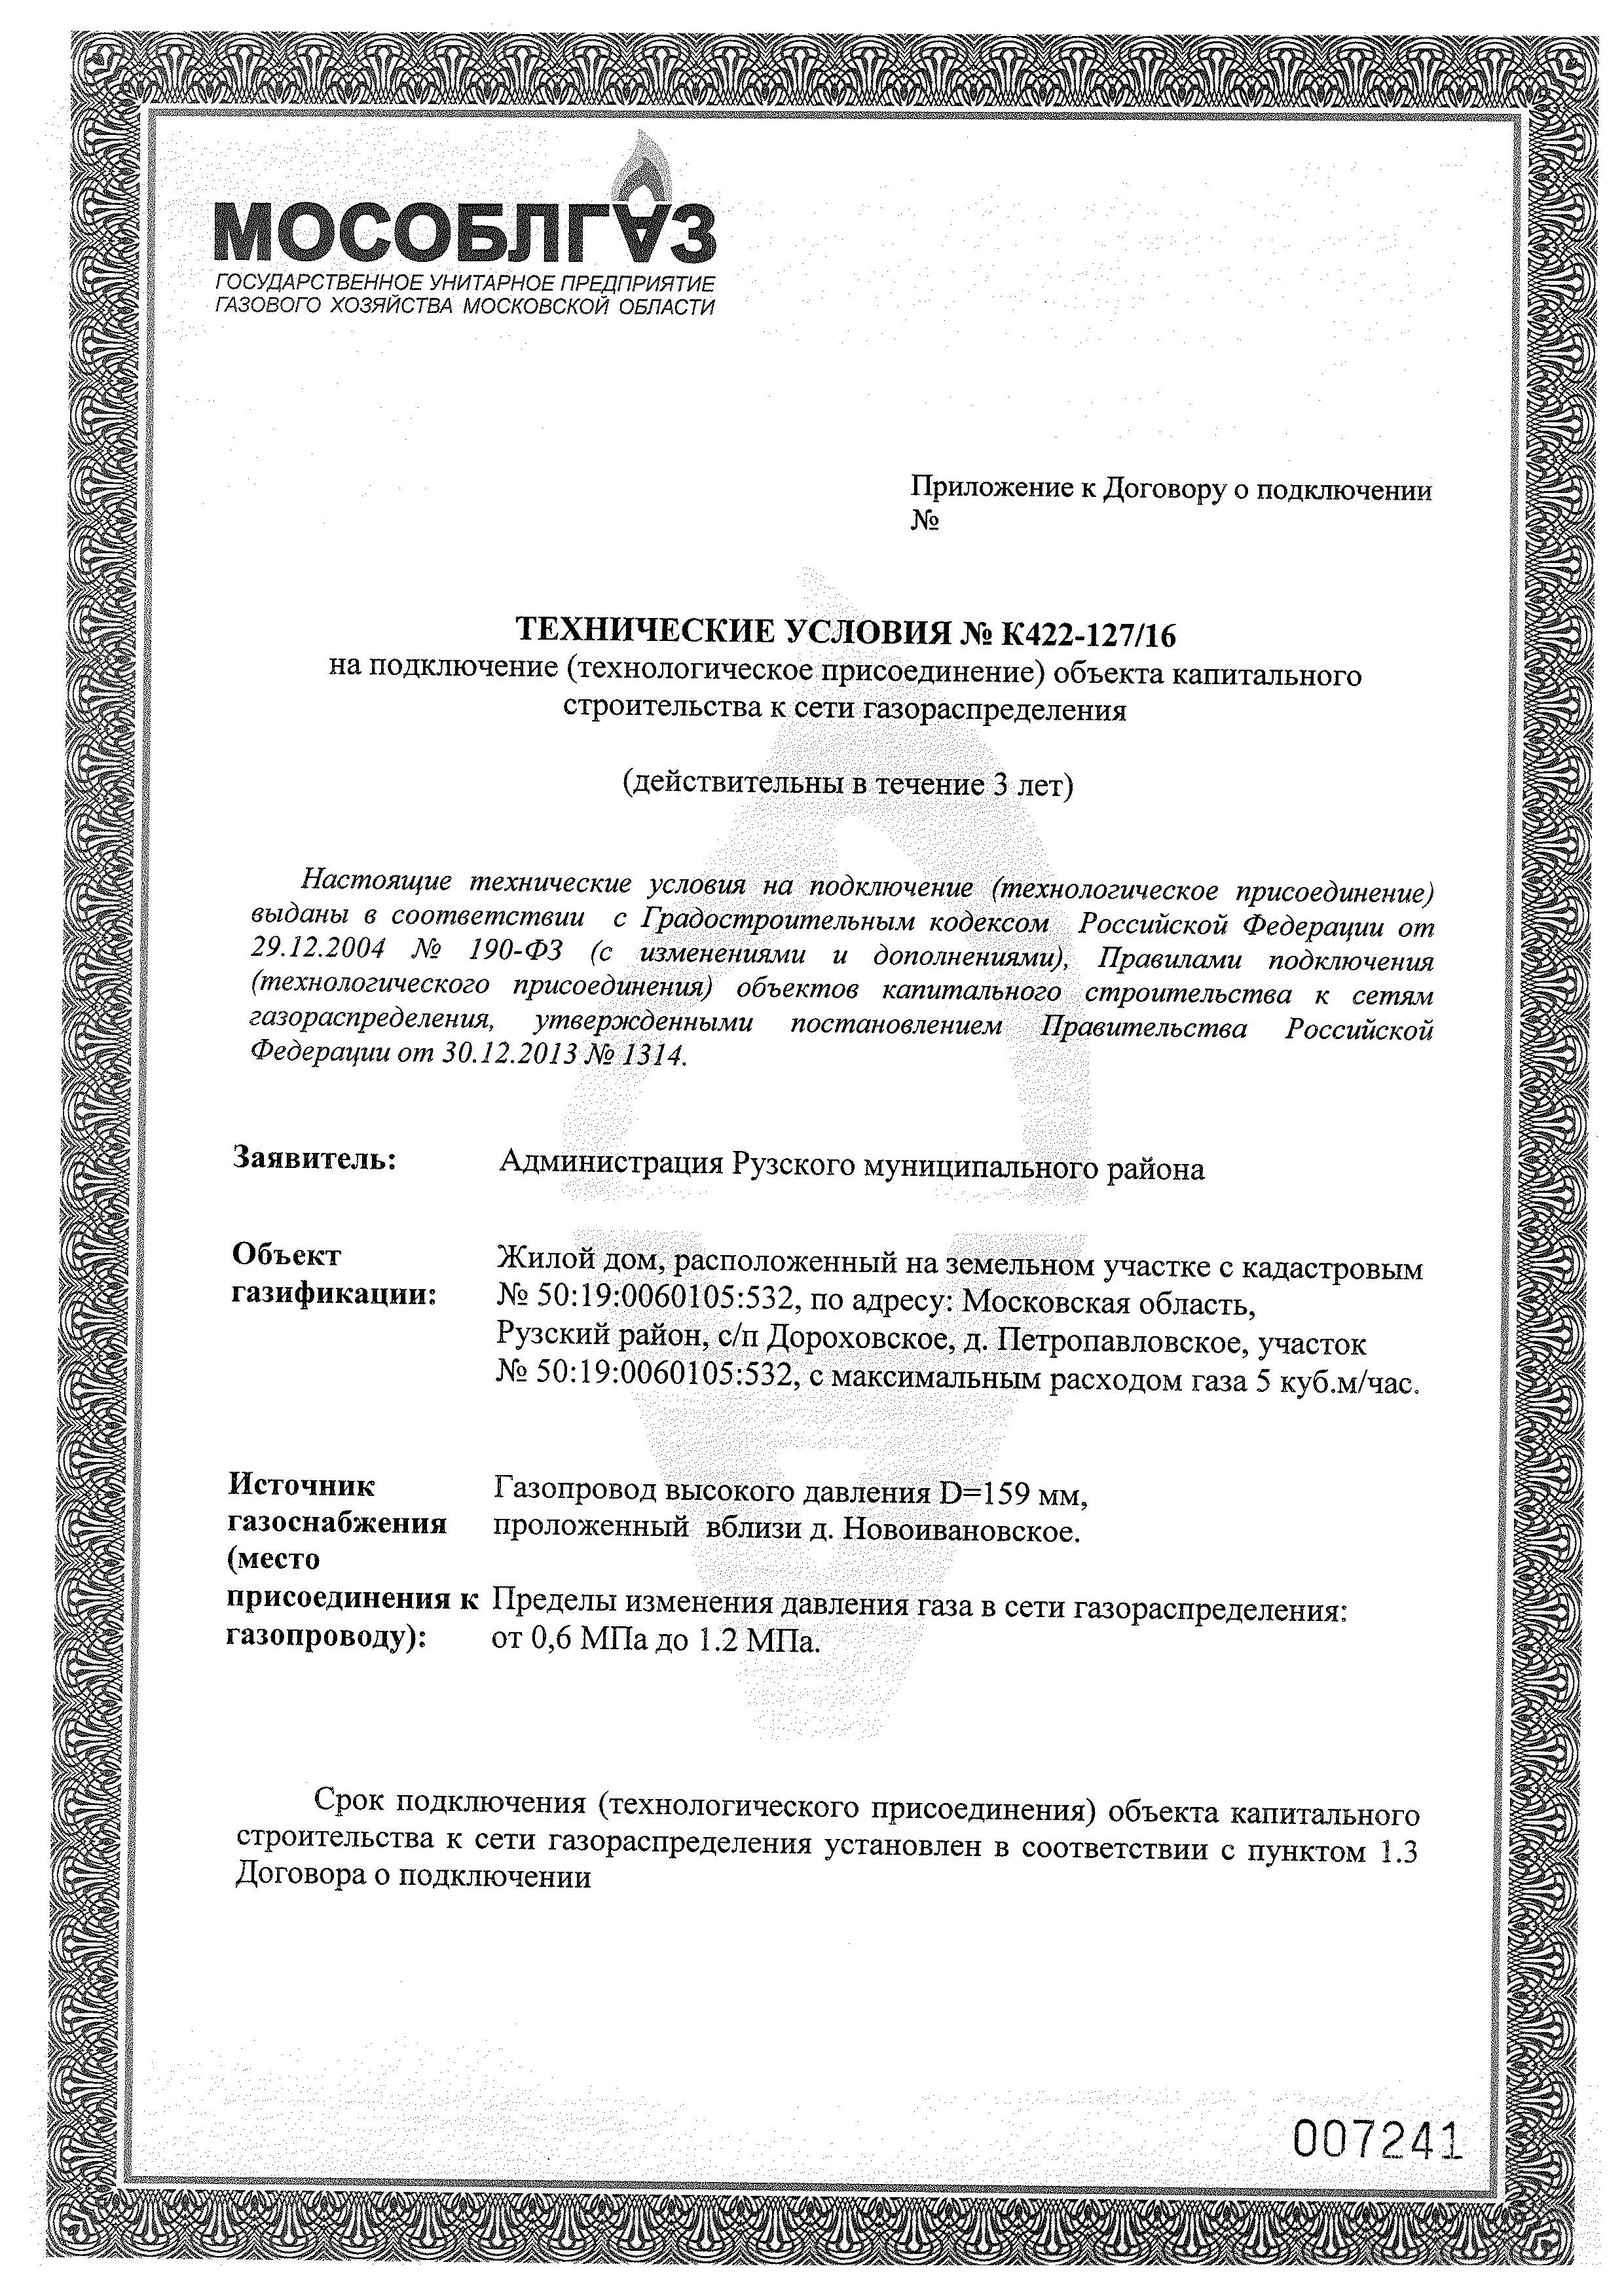 МОСОБЛГАЗ
ГОСУДАРСТВЕННОЕ УНИТАРНОЕ ПРЕДПРИЯТИЕ
ГАЗОВОГО ХОЗЯЙСТВА МОСКОВСКОЙ ОБЛАСТИ
Приложение к Договору о подключении
№
ТЕХНИЧЕСКИЕ УСЛОВИЯ № К422-127/16
на подключение (технологическое присоединение) объекта капитального
строительства к сети газораспределения
(действительны в течение 3 лет)
Настоящие технические условия на подключение (технологическое присоединение)
выданы в соответствии с Градостроительным кодексом Российской Федерации от
29.12.2004 № 190-ФЗ (с изменениями и дополнениями), Правилами подключения
(технологического присоединения) объектов капитального строительства к сетям
газораспределения, утвержденными постановлением Правительства Российской
Федерации от 30.12.2013 № 1314.
Заявитель: Администрация Рузского муниципального района
Объект Жилой дом, расположенный на земельном участке с кадастровым
газификации: № 50:19:0060105:532, по адресу: Московская область,
Рузский район, с/п Дороховское, д. Петропавловское, участок
№ 50:19:0060105:532, с максимальным расходом газа 5 куб.м/час.
Источник Газопровод высокого давления D=159 мм,
газоснабжения проложенный вблизи д. Новоивановское.
(место
присоединения к Пределы изменения давления газа в сети газораспределения:
газопроводу): от 0,6 МПа до 1.2 МПа.
Срок подключения (технологического присоединения) объекта капитального
строительства к сети газораспределения установлен в соответствии с пунктом 1.3
Договора о подключении
007241